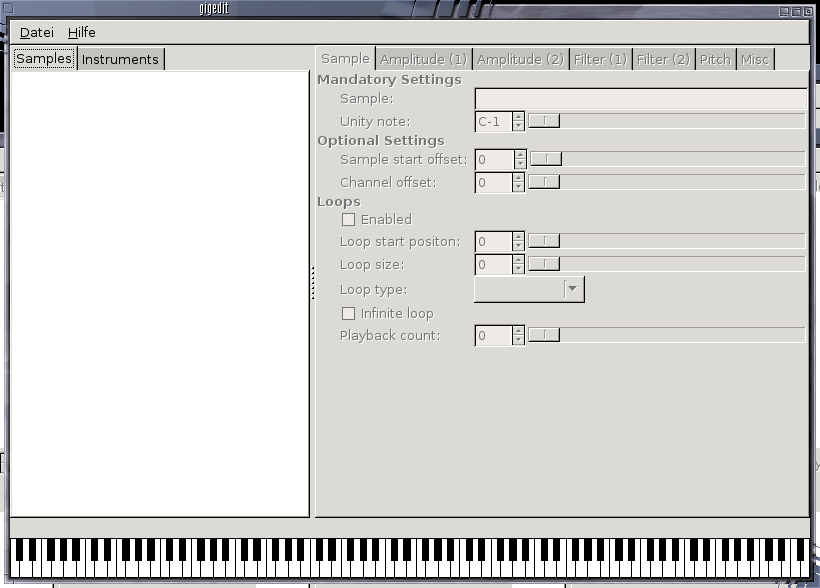 gigedit
Datei Hilfe
Samples Instruments
Sample Amplitude (1) Amplitude (2) Filter (1) Filter (2) Pitch Misc
Mandatory Settings
Sample:
Unity note: C-1
Optional Settings
Sample start offset: 0
Channel offset: 0
Loops
Enabled
Loop start positon: 0
Loop size: 0
Loop type:
Infinite loop
Playback count: 0